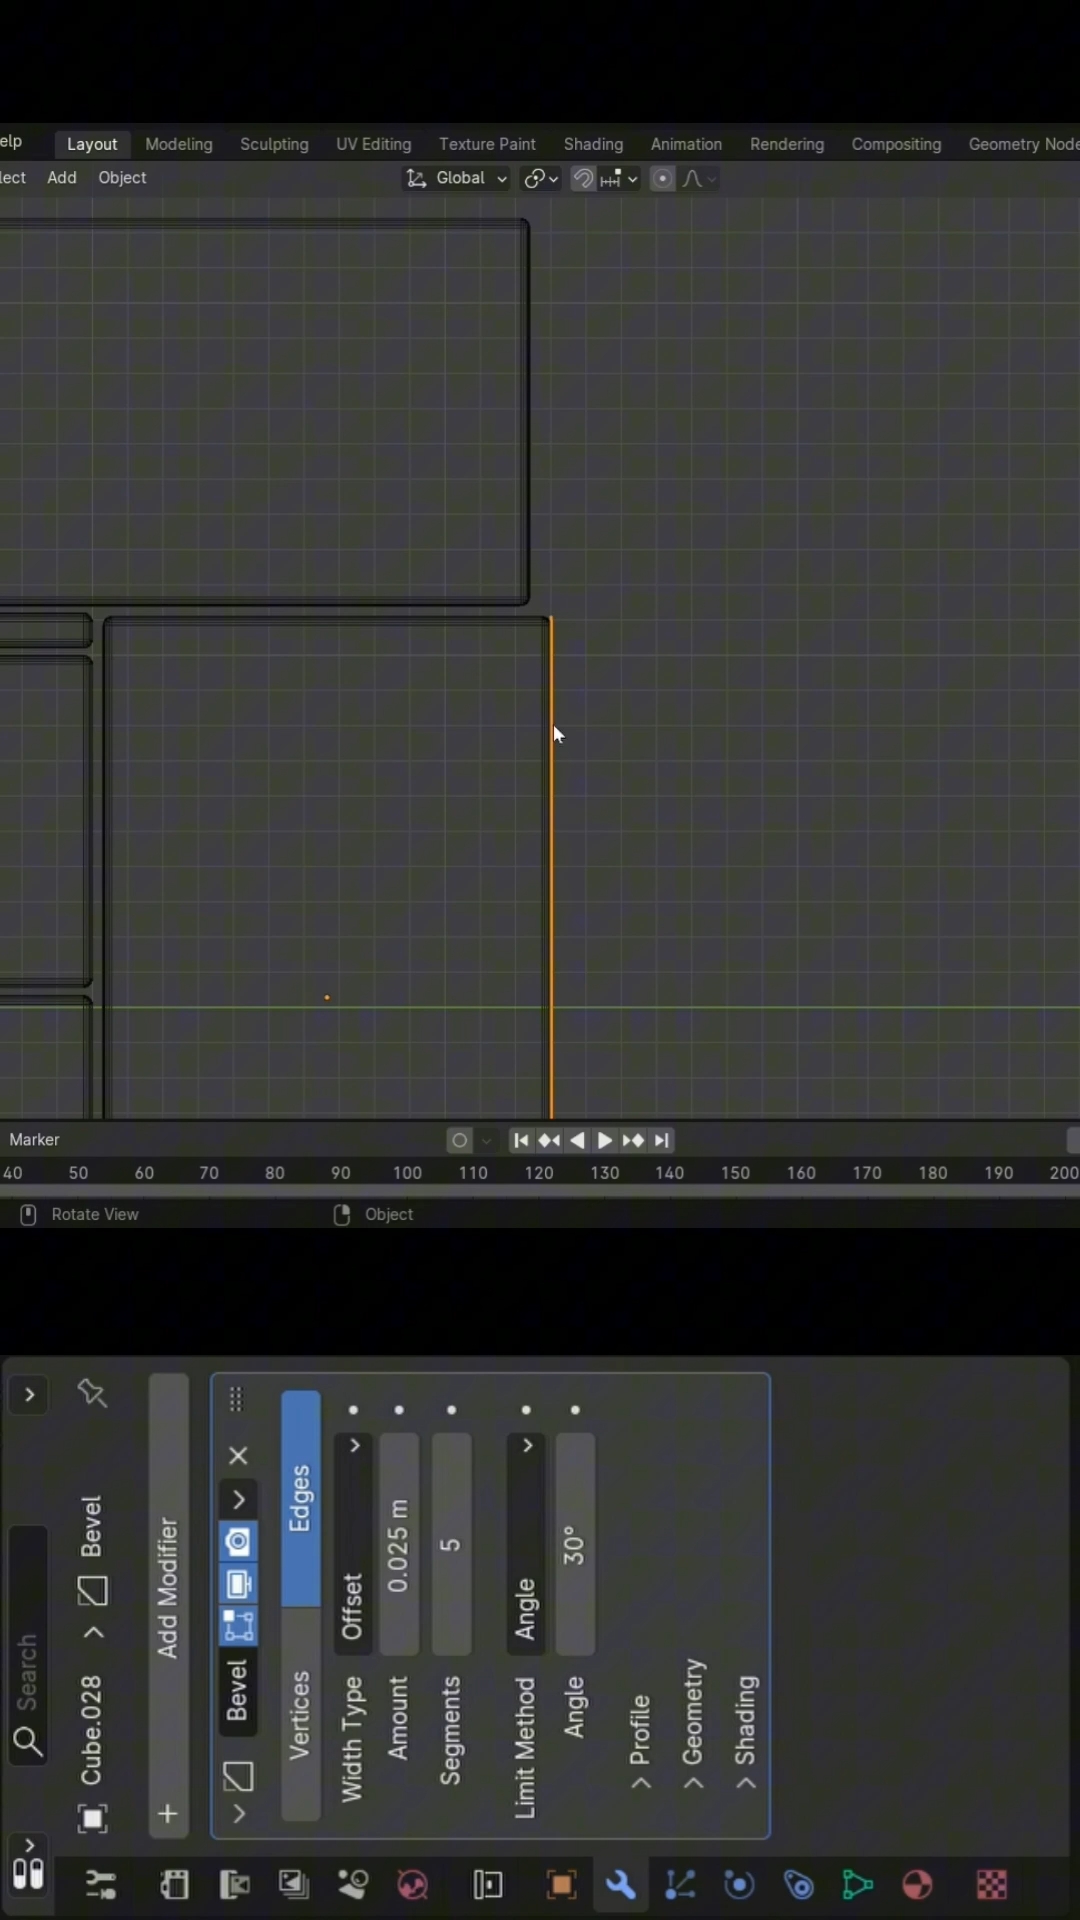 elp Layout Modeling Sculpting UV Editing Texture Paint Shading Animation Rendering Compositing Geometry Node
lect Add Object Global
Marker
40 50 60 70 80 90 100 110 120 130 140 150 160 170 180 190 200
Rotate View Object
Search
Cube.028 > Bevel
+ Add Modifier
Bevel
Vertices Edges
Width Type Offset
Amount 0.025 m
Segments 5
Limit Method Angle
Angle 30°
> Profile
> Geometry
> Shading